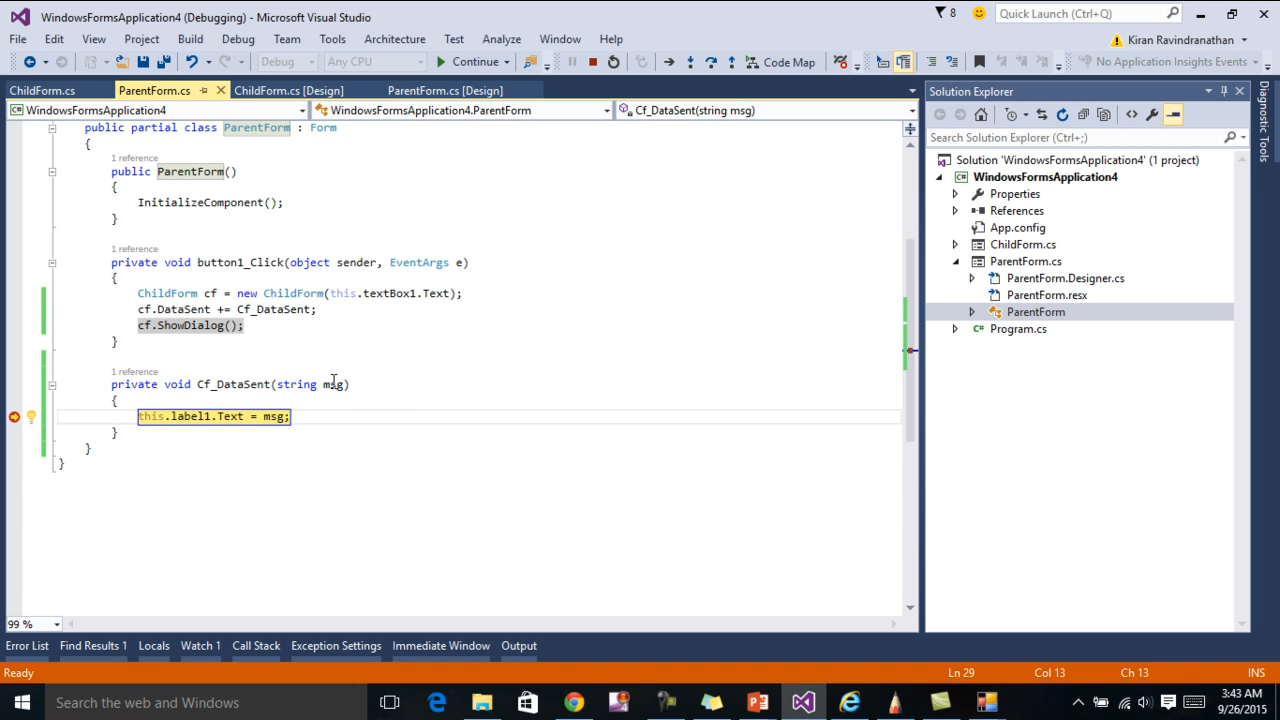 WindowsFormsApplication4 (Debugging) - Microsoft Visual Studio
8
Quick Launch (Ctrl+Q)
File Edit View Project Build Debug Team Tools Architecture Test Analyze Window Help
Kiran Ravindranathan
Debug Any CPU Continue Code Map No Application Insights Events
ChildForm.cs ParentForm.cs ChildForm.cs [Design] ParentForm.cs [Design]
WindowsFormsApplication4 WindowsFormsApplication4.ParentForm Cf_DataSent(string msg)
public partial class ParentForm : Form
{
1 reference
public ParentForm()
{
InitializeComponent();
}
1 reference
private void button1_Click(object sender, EventArgs e)
{
ChildForm cf = new ChildForm(this.textBox1.Text);
cf.DataSent += Cf_DataSent;
cf.ShowDialog();
}
1 reference
private void Cf_DataSent(string msg)
{
this.label1.Text = msg;
}
}
}
99 %
Solution Explorer
Search Solution Explorer (Ctrl+;)
Solution 'WindowsFormsApplication4' (1 project)
WindowsFormsApplication4
Properties
References
App.config
ChildForm.cs
ParentForm.cs
ParentForm.Designer.cs
ParentForm.resx
ParentForm
Program.cs
Diagnostic Tools
Error List Find Results 1 Locals Watch 1 Call Stack Exception Settings Immediate Window Output
Ready Ln 29 Col 13 Ch 13 INS
Search the web and Windows
3:43 AM
9/26/2015